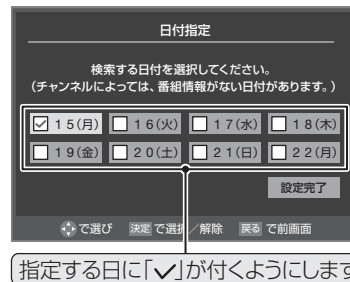 日付指定
検索する日付を選択してください。
(チャンネルによっては、番組情報がない日付があります。)
15(月) 16(火) 17(水) 18(木)
19(金) 20(土) 21(日) 22(月)
設定完了
で選び 決定 で選択/解除 戻る で前画面
指定する日に「✓」が付くようにします